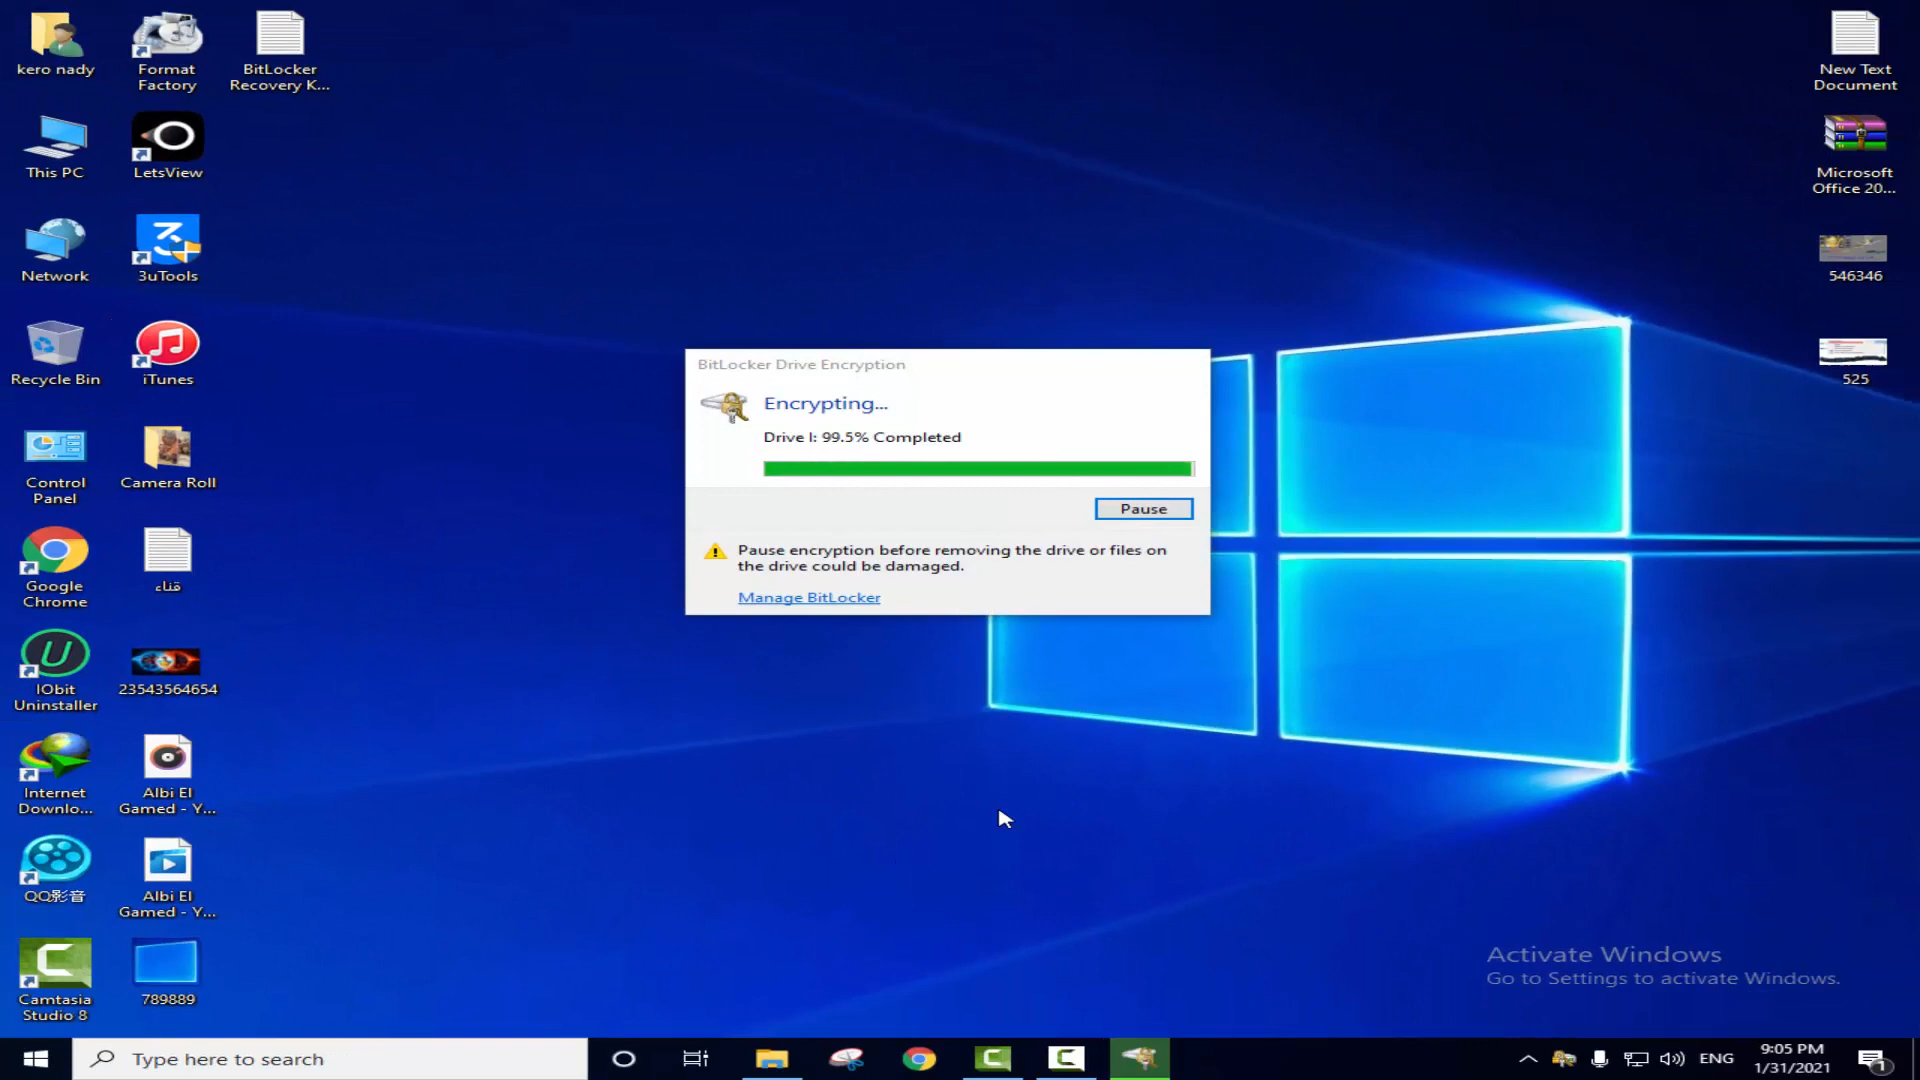 kero nady
Format
Factory
BitLocker
Recovery K...
This PC
LetsView
Network
3uTools
Recycle Bin
iTunes
Control
Panel
Camera Roll
Google
Chrome
قناء
IObit
Uninstaller
23543564654
Internet
Downlo...
Albi El
Gamed - Y...
QQ影音
Albi El
Gamed - Y...
Camtasia
Studio 8
789889
New Text
Document
Microsoft
Office 20...
546346
525
BitLocker Drive Encryption
Encrypting...
Drive I: 99.5% Completed
Pause
Pause encryption before removing the drive or files on
the drive could be damaged.
Manage BitLocker
Activate Windows
Go to Settings to activate Windows.
Type here to search
ENG
9:05 PM
1/31/2021
1